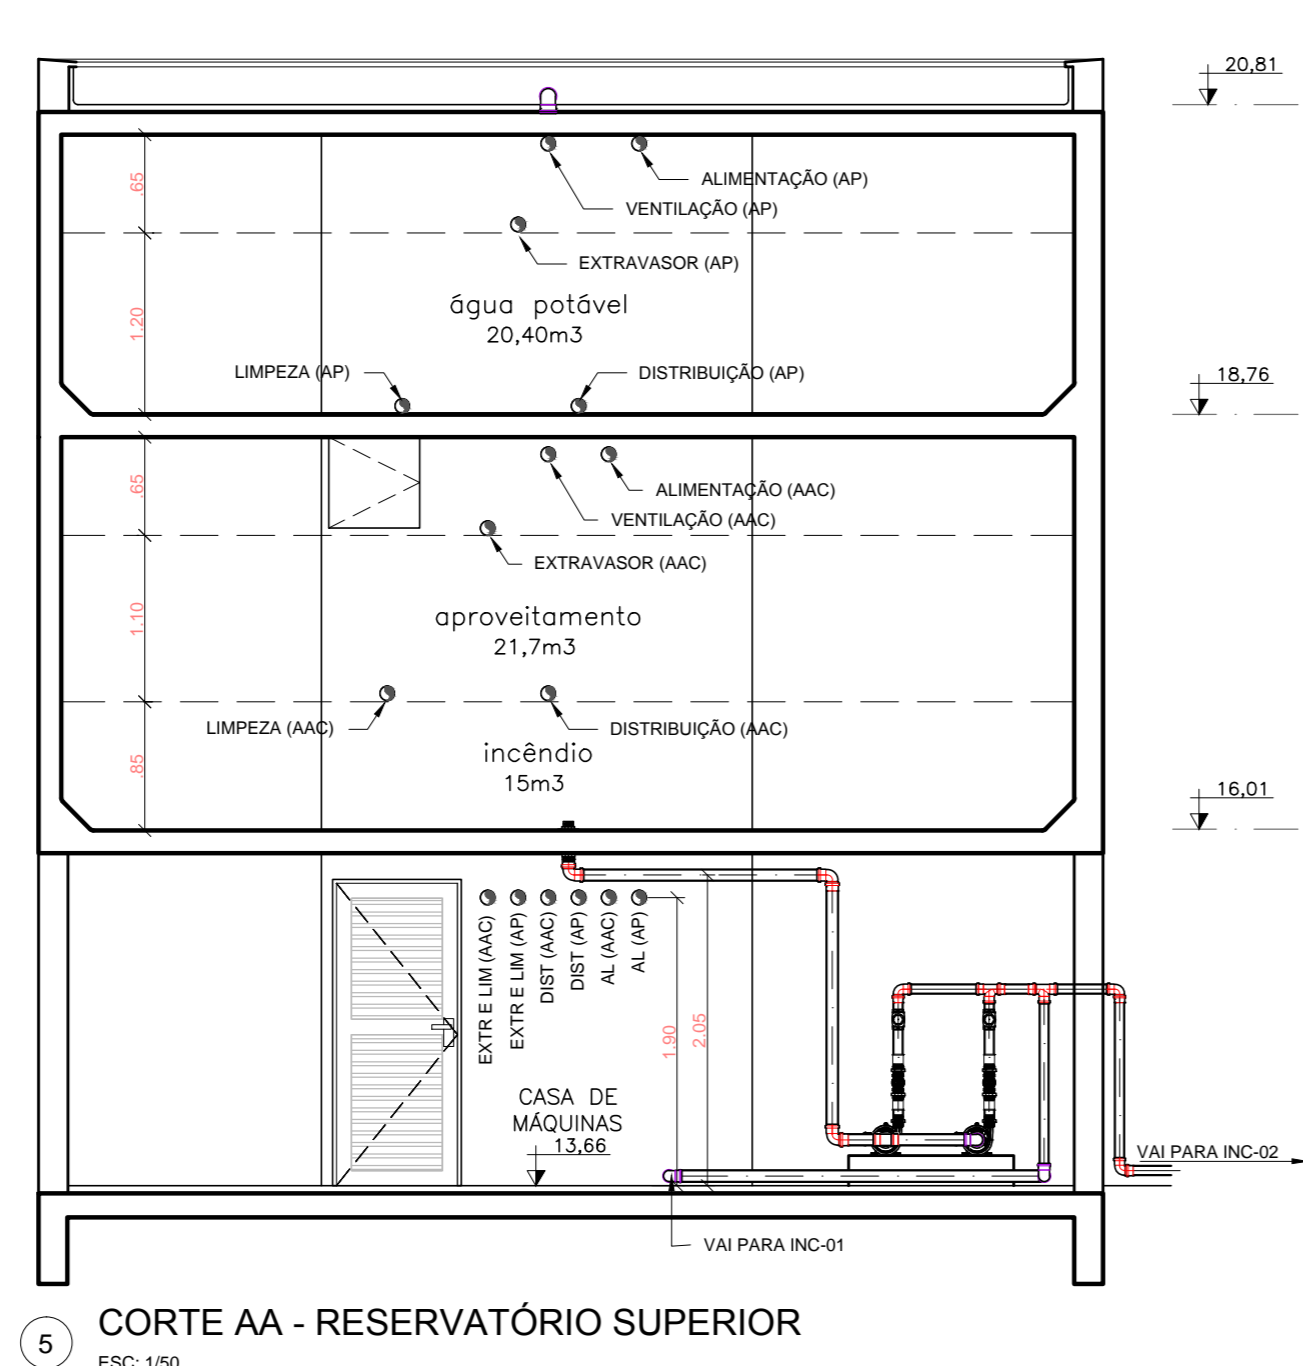 20,81
.65
ALIMENTAÇÃO (AP)
VENTILAÇÃO (AP)
EXTRAVASOR (AP)
1.20
água potável
20,40m3
LIMPEZA (AP)
DISTRIBUIÇÃO (AP)
18,76
.65
ALIMENTAÇÃO (AAC)
VENTILAÇÃO (AAC)
EXTRAVASOR (AAC)
1.10
aproveitamento
21,7m3
LIMPEZA (AAC)
DISTRIBUIÇÃO (AAC)
.85
incêndio
15m3
16,01
EXTR E LIM (AAC)
EXTR E LIM (AP)
DIST (AAC)
DIST (AP)
AL (AAC)
AL (AP)
1.90
2.05
CASA DE
MÁQUINAS
13,66
VAI PARA INC-02
VAI PARA INC-01
5
CORTE AA - RESERVATÓRIO SUPERIOR
ESC: 1/50